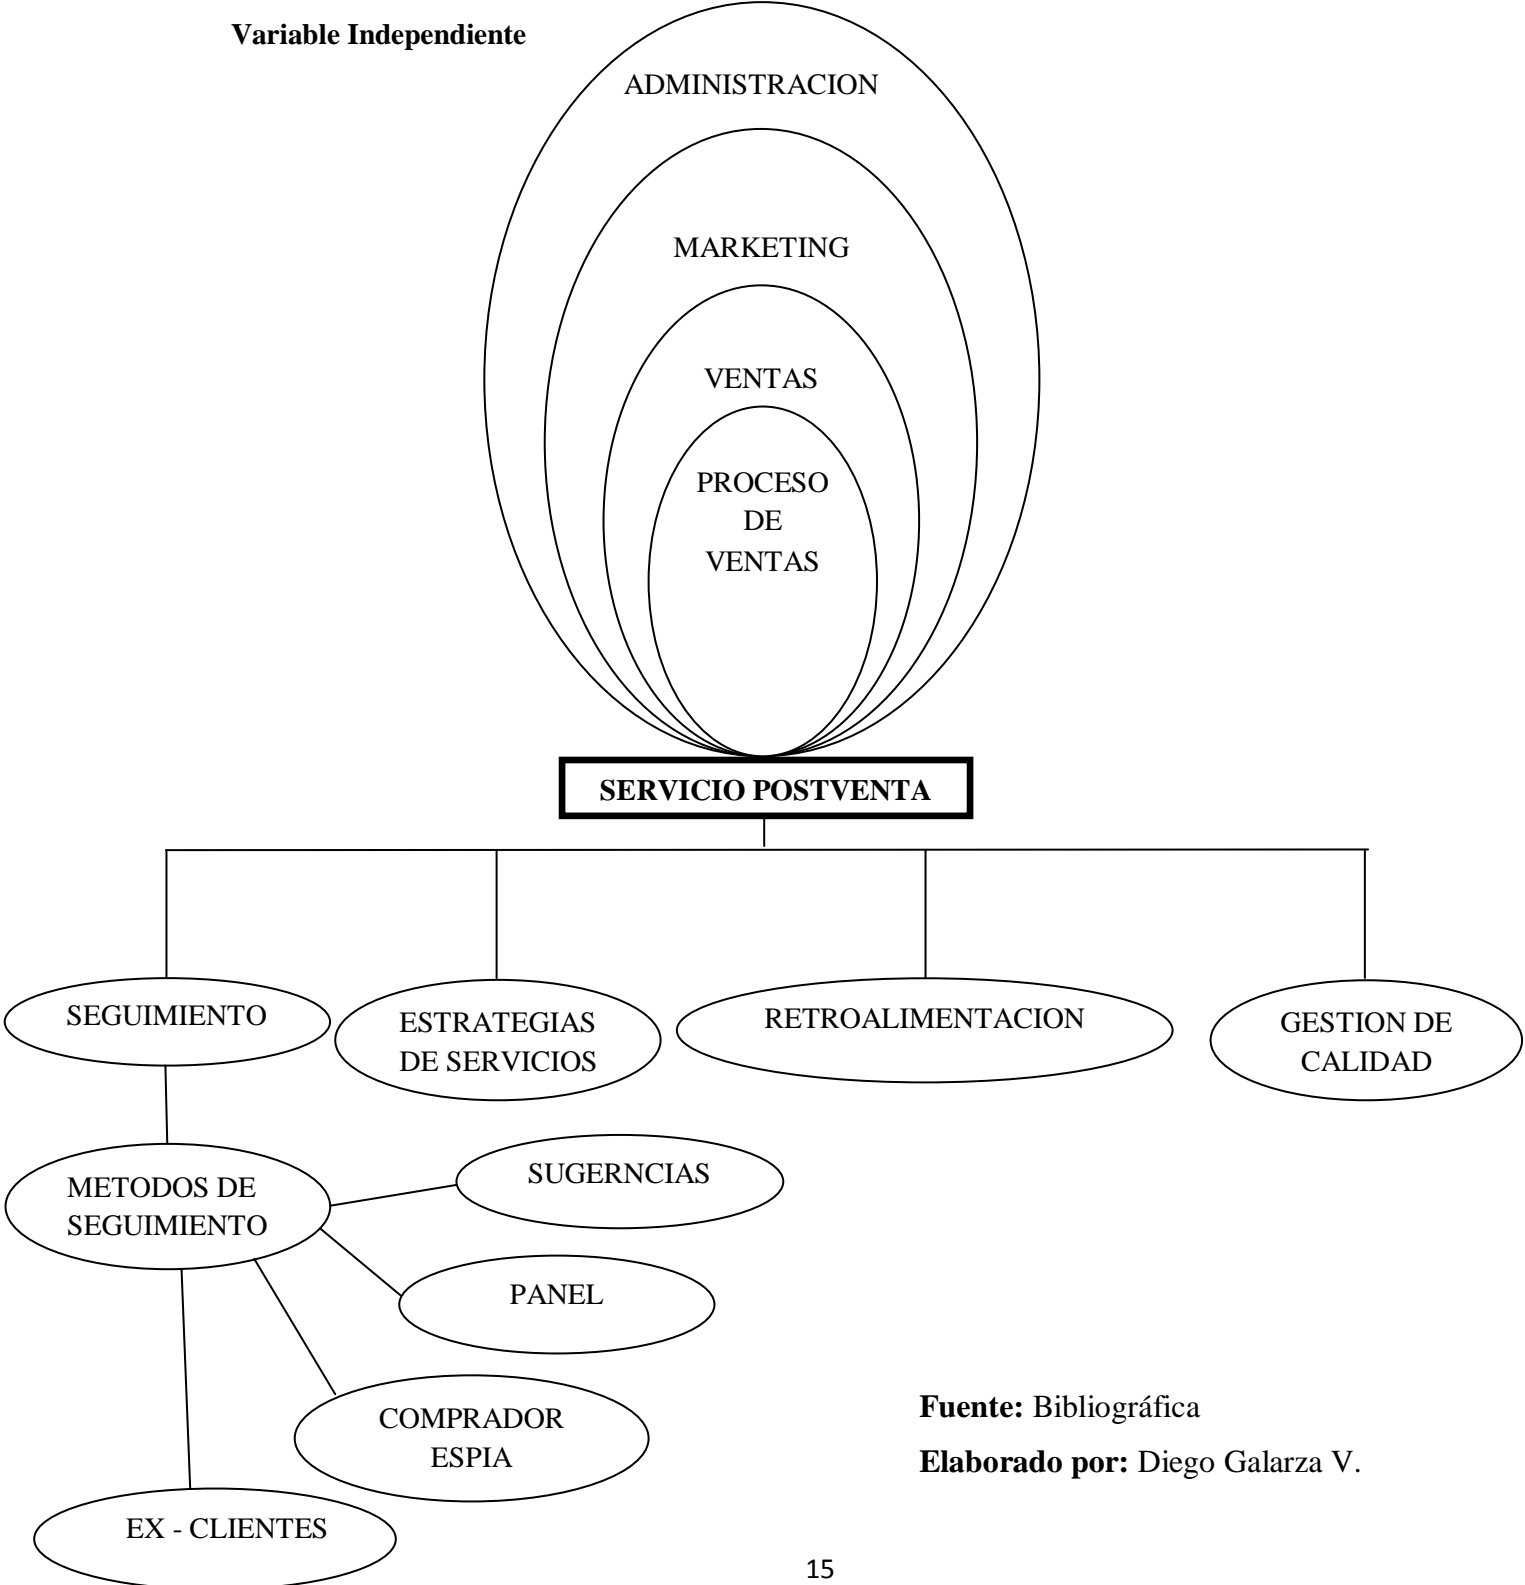 Variable Independiente
ADMINISTRACION
MARKETING
VENTAS
PROCESO
DE
VENTAS
SERVICIO POSTVENTA
SEGUIMIENTO
ESTRATEGIAS
DE SERVICIOS
RETROALIMENTACION
GESTION DE
CALIDAD
METODOS DE
SEGUIMIENTO
SUGERNCIAS
PANEL
COMPRADOR
ESPIA
EX - CLIENTES
Fuente: Bibliográfica
Elaborado por: Diego Galarza V.
15